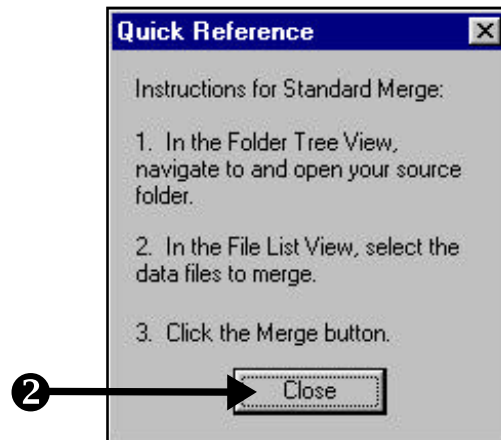 Quick Reference
Instructions for Standard Merge:
1. In the Folder Tree View,
navigate to and open your source
folder.
2. In the File List View, select the
data files to merge.
3. Click the Merge button.
2
Close